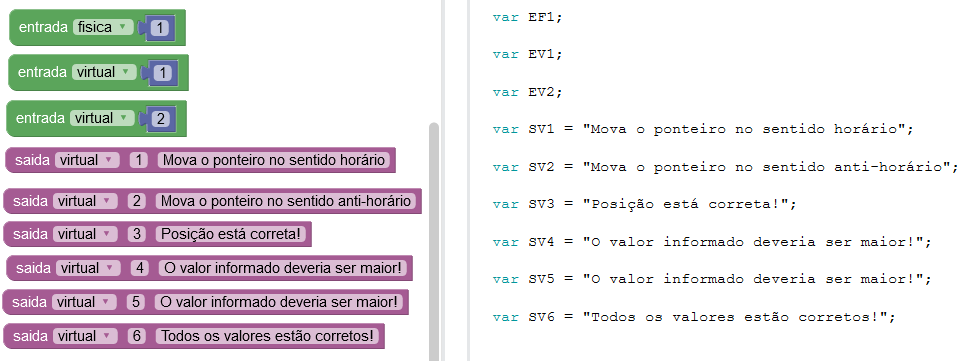 entrada fisica 1
entrada virtual 1
entrada virtual 2
saida virtual 1 Mova o ponteiro no sentido horário
saida virtual 2 Mova o ponteiro no sentido anti-horário
saida virtual 3 Posição está correta!
saida virtual 4 O valor informado deveria ser maior!
saida virtual 5 O valor informado deveria ser maior!
saida virtual 6 Todos os valores estão corretos!
var EF1;
var EV1;
var EV2;
var SV1 = "Mova o ponteiro no sentido horário";
var SV2 = "Mova o ponteiro no sentido anti-horário";
var SV3 = "Posição está correta!";
var SV4 = "O valor informado deveria ser maior!";
var SV5 = "O valor informado deveria ser maior!";
var SV6 = "Todos os valores estão corretos!";